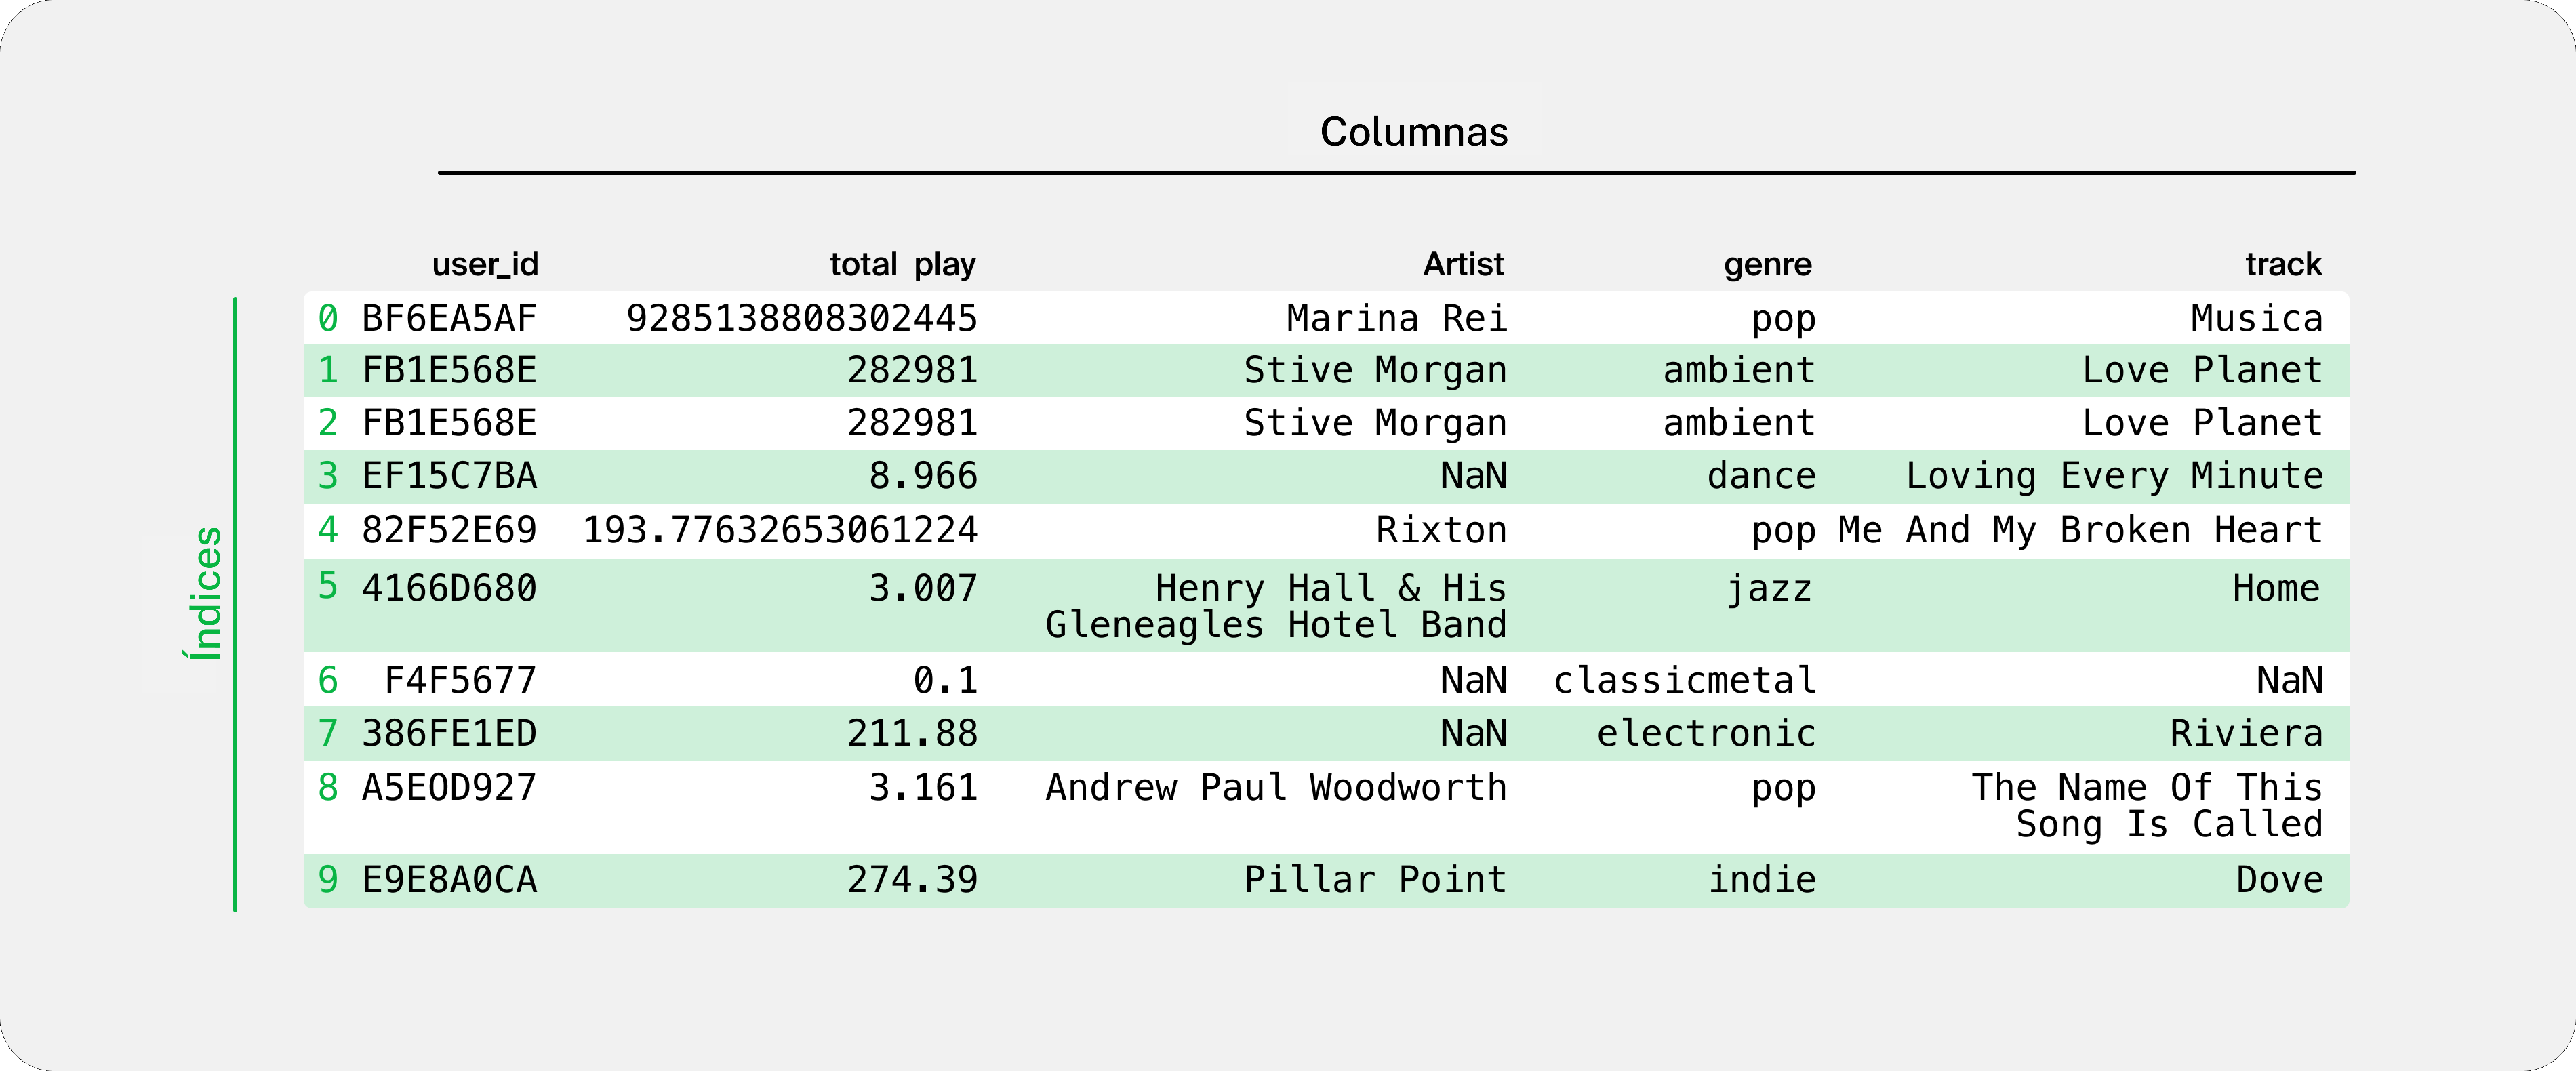 Columnas
user_id total play Artist genre track
Índices
0 BF6EA5AF 9285138808302445 Marina Rei pop Musica
1 FB1E568E 282981 Stive Morgan ambient Love Planet
2 FB1E568E 282981 Stive Morgan ambient Love Planet
3 EF15C7BA 8.966 NaN dance Loving Every Minute
4 82F52E69 193.77632653061224 Rixton pop Me And My Broken Heart
5 4166D680 3.007 Henry Hall & His jazz Home
Gleneagles Hotel Band
6 F4F5677 0.1 NaN classicmetal NaN
7 386FE1ED 211.88 NaN electronic Riviera
8 A5EOD927 3.161 Andrew Paul Woodworth pop The Name Of This
Song Is Called
9 E9E8A0CA 274.39 Pillar Point indie Dove